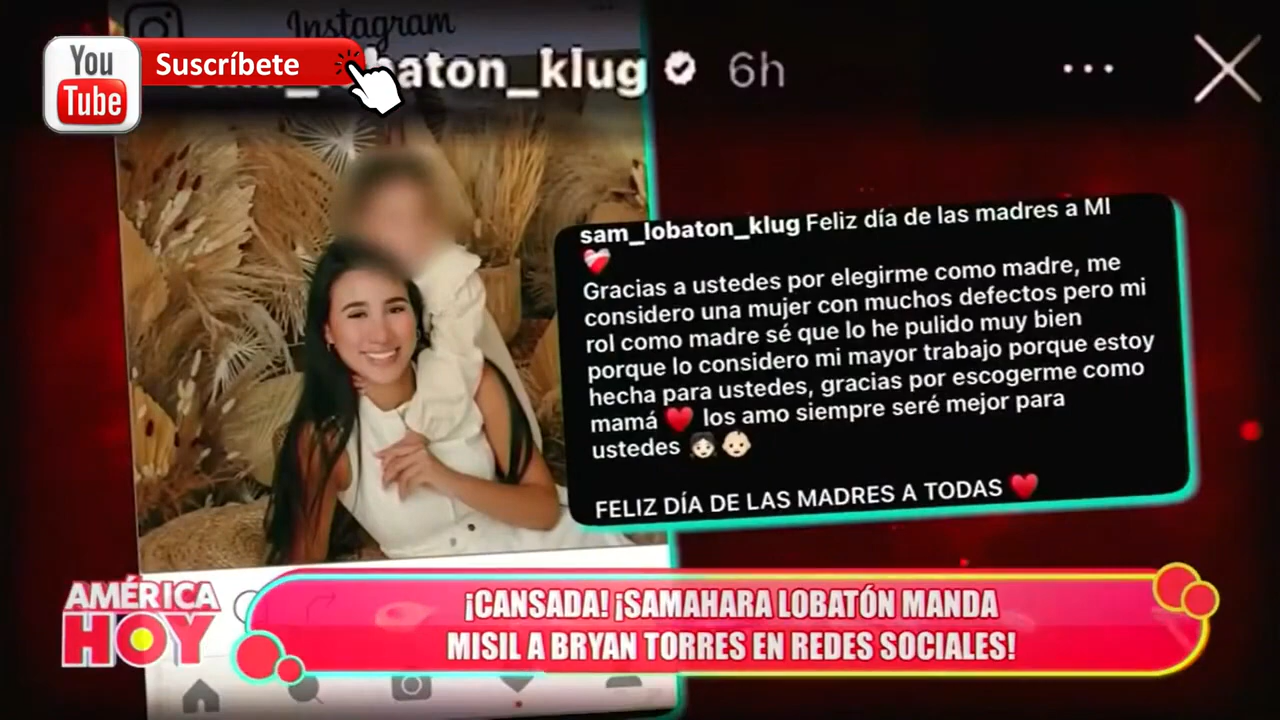 Instagram
You
Tube
Suscríbete
baton_klug 6h
sam_lobaton_klug Feliz día de las madres a MI
❤️‍🩹
Gracias a ustedes por elegirme como madre, me
considero una mujer con muchos defectos pero mi
rol como madre sé que lo he pulido muy bien
porque lo considero mi mayor trabajo porque estoy
hecha para ustedes, gracias por escogerme como
mamá ❤️ los amo siempre seré mejor para
ustedes 👧🏻👶🏻
FELIZ DÍA DE LAS MADRES A TODAS ❤️
AMÉRICA
HOY
¡CANSADA! ¡SAMAHARA LOBATÓN MANDA
MISIL A BRYAN TORRES EN REDES SOCIALES!